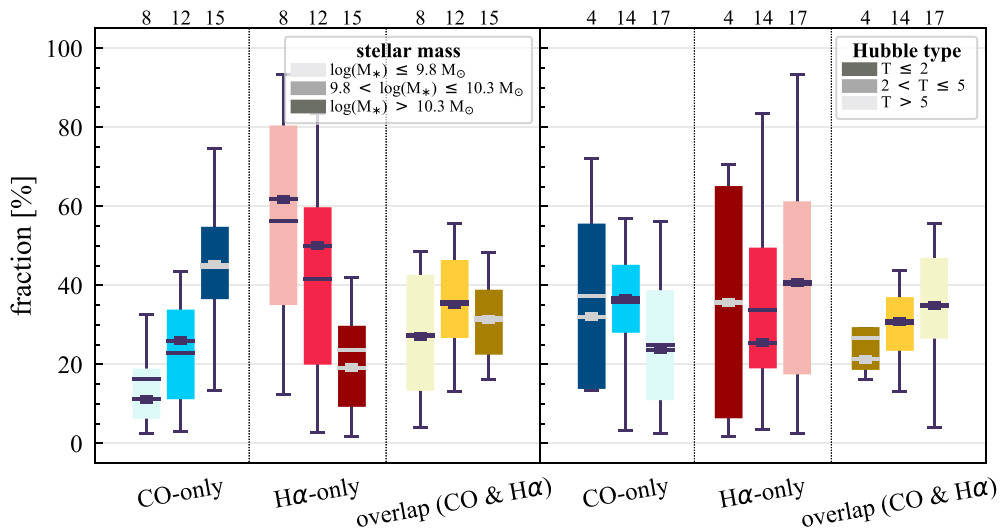 8 12 15 8 12 15 8 12 15 4 14 17 4 14 17 4 14 17
100
80
60
40
20
0
fraction [%]
stellar mass
log(M∗) ≤ 9.8 M⊙
9.8 < log(M∗) ≤ 10.3 M⊙
log(M∗) > 10.3 M⊙
Hubble type
T ≤ 2
2 < T ≤ 5
T > 5
CO-only Hα-only overlap (CO & Hα) CO-only Hα-only overlap (CO & Hα)